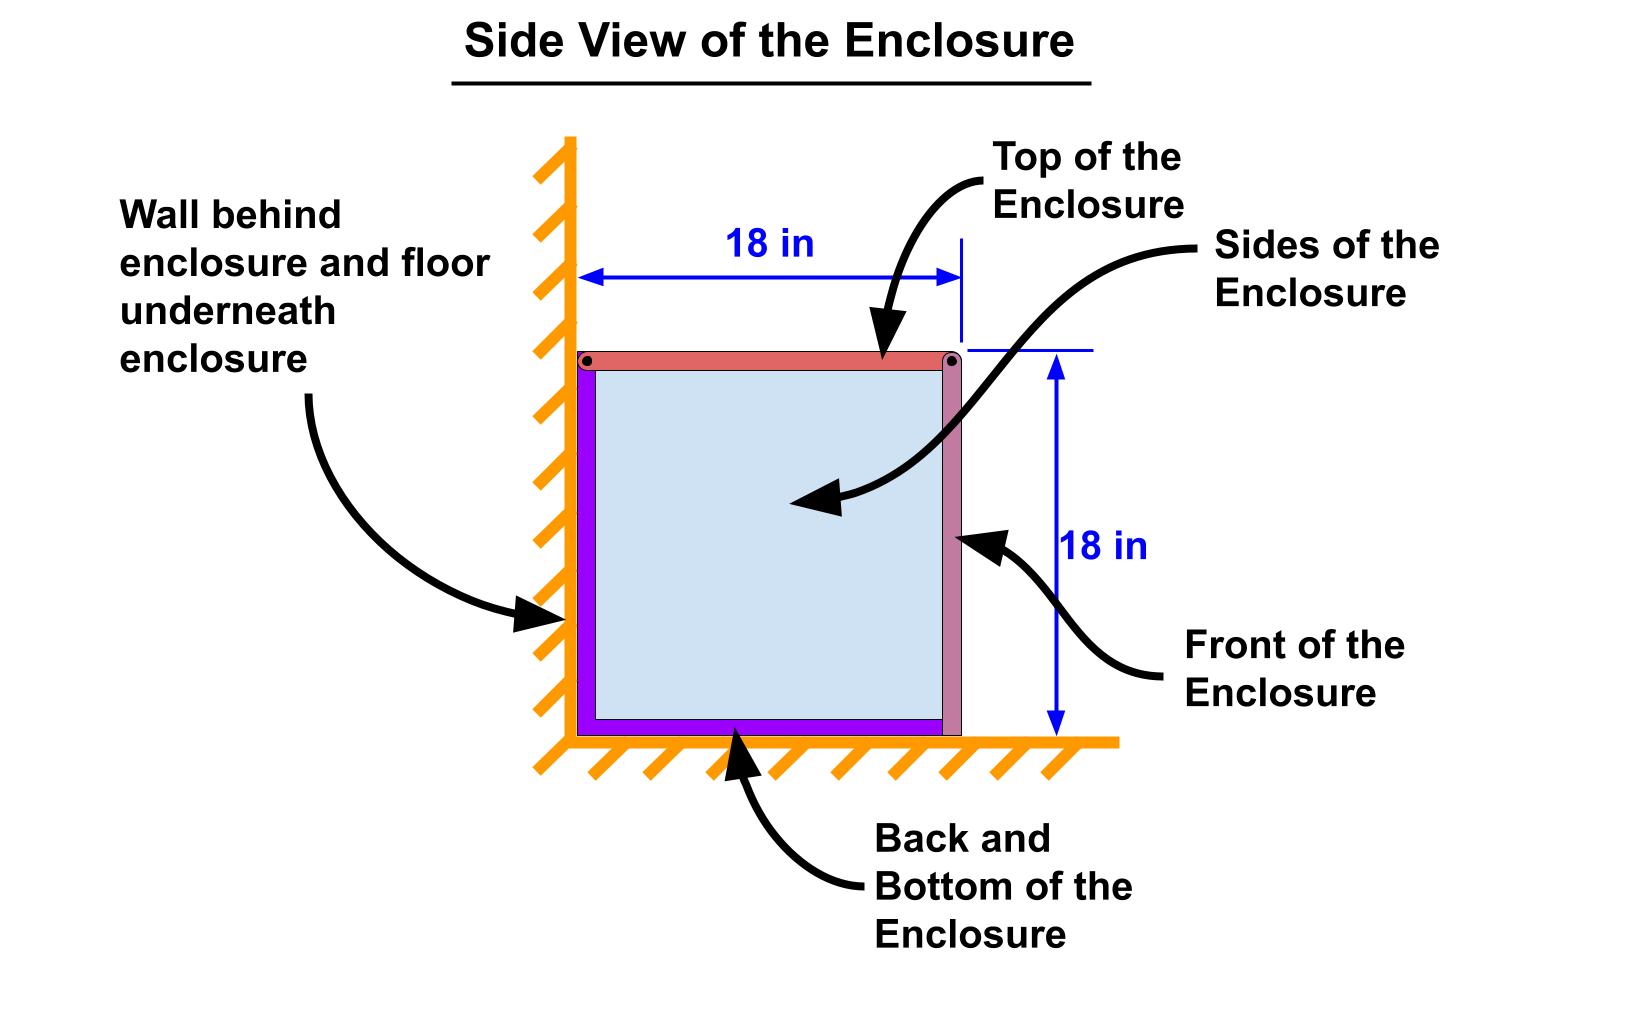 Side View of the Enclosure
Top of the
Enclosure
Wall behind
enclosure and floor
underneath
enclosure
18 in
Sides of the
Enclosure
18 in
Front of the
Enclosure
Back and
Bottom of the
Enclosure